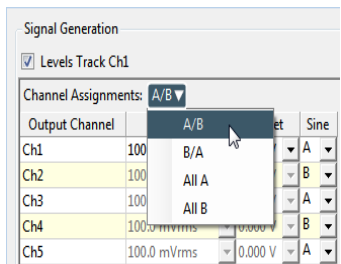 Signal Generation
Levels Track Ch1
Channel Assignments: A/B
Output Channel et Sine
Ch1 100 A
Ch2 100 B
Ch3 100 A
Ch4 100.0 mVrms 0.000 V B
Ch5 100.0 mVrms 0.000 V A
A/B
B/A
All A
All B